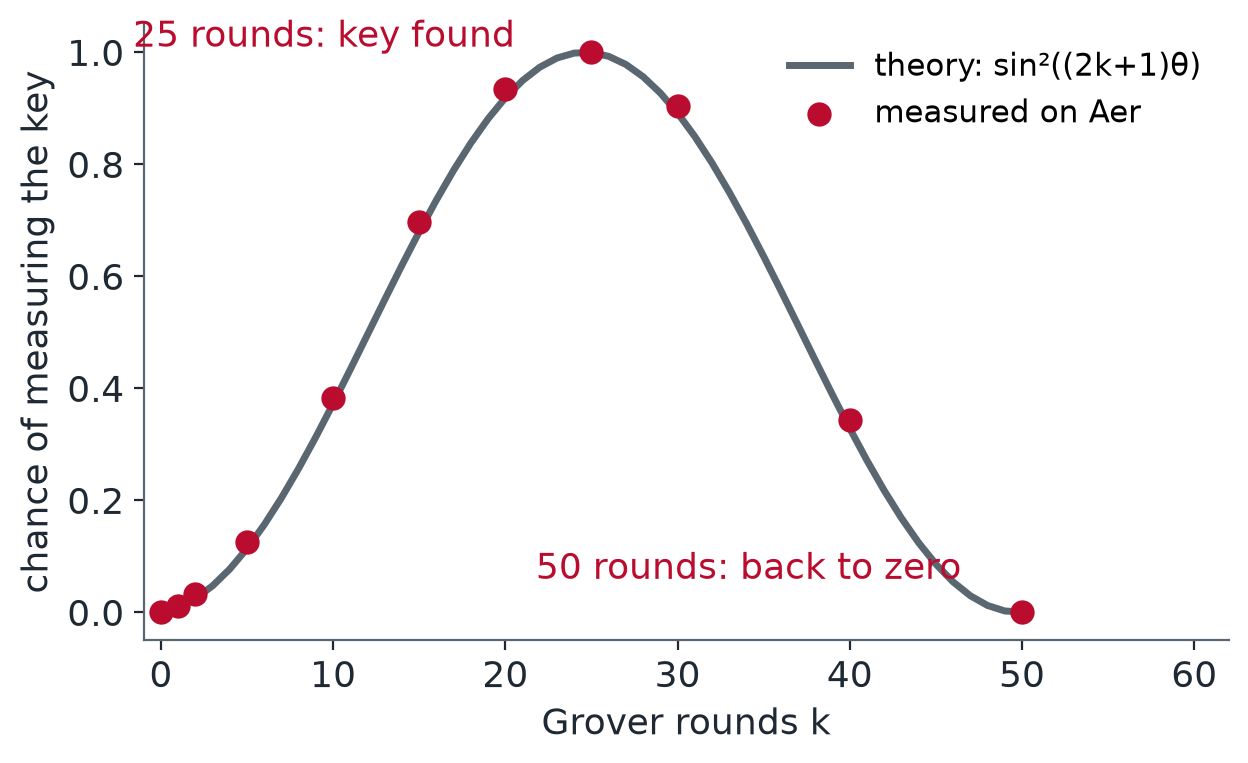 25 rounds: key found
theory: sin²((2k+1)θ)
measured on Aer
chance of measuring the key
1.0
0.8
0.6
0.4
0.2
0.0
50 rounds: back to zero
0 10 20 30 40 50 60
Grover rounds k